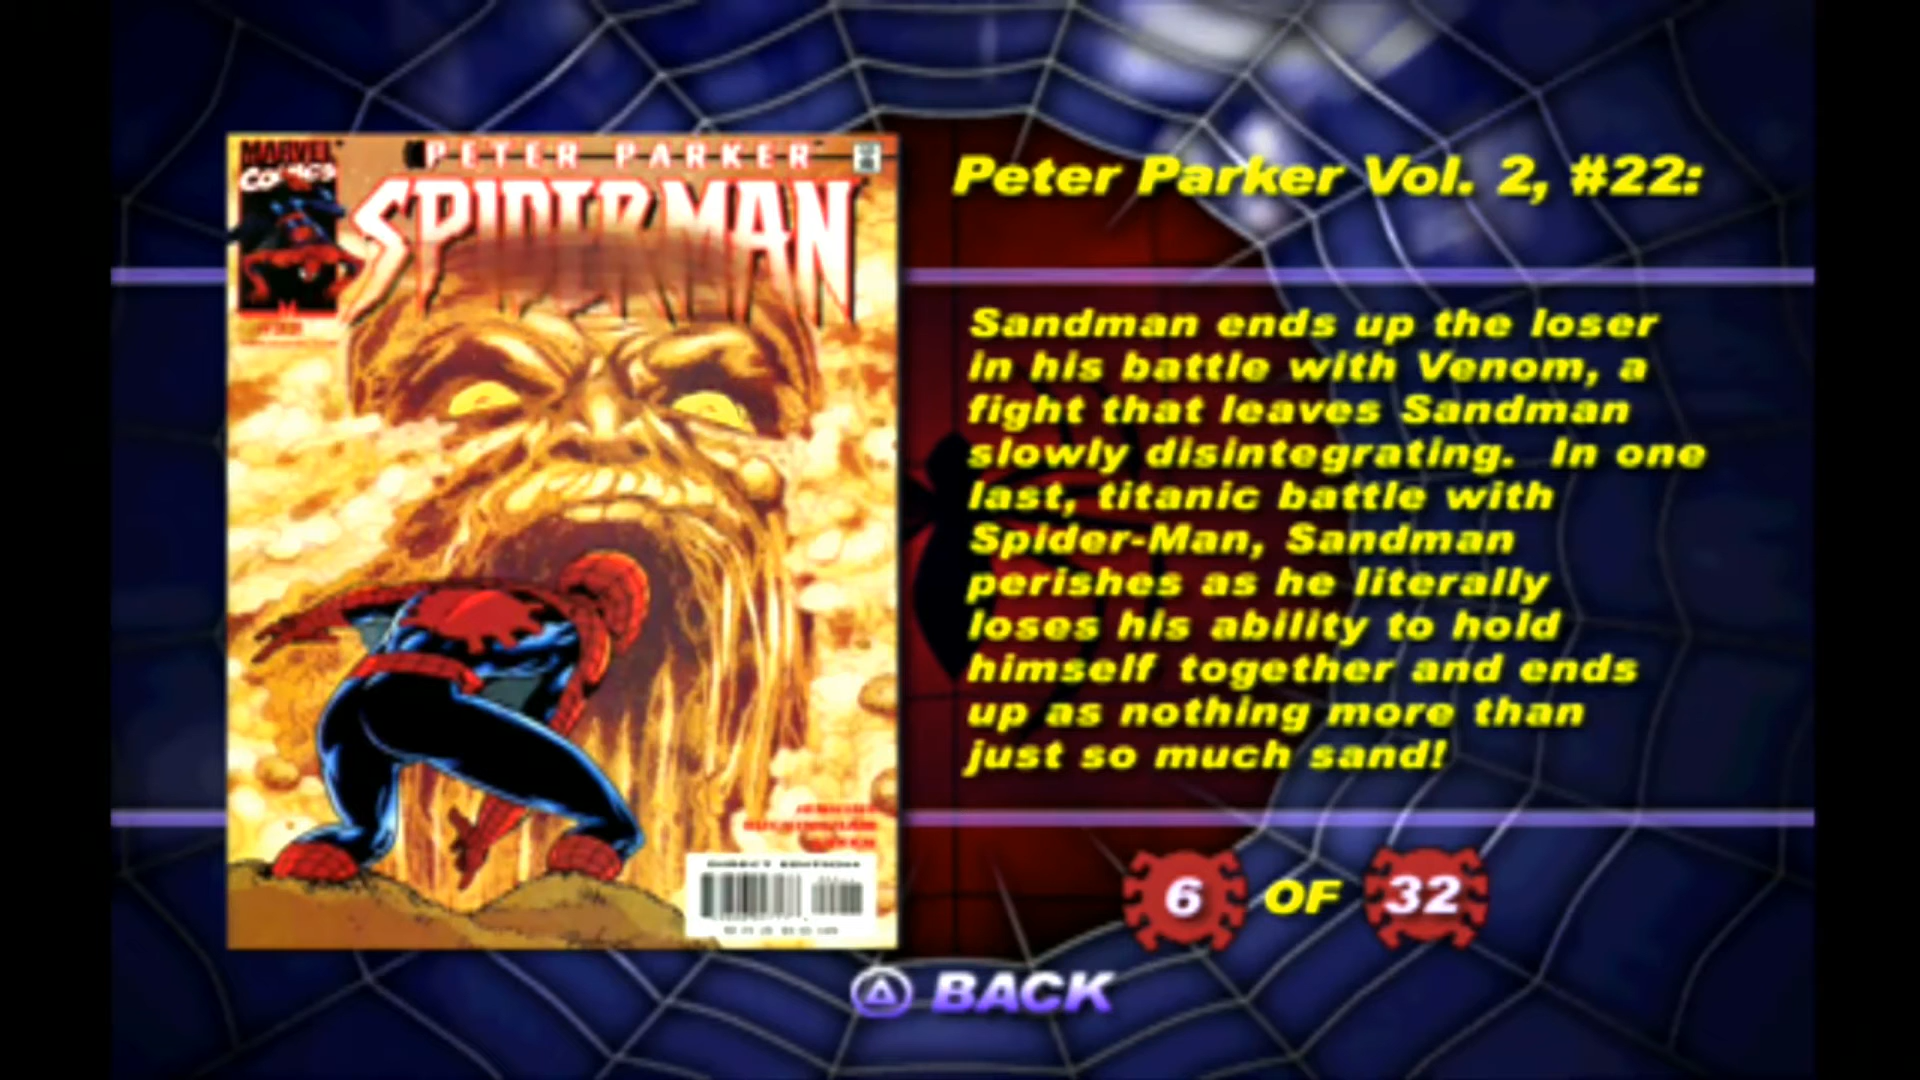 MARVEL
COMICS
PETER PARKER
SPIDER-MAN
DIRECT EDITION
Peter Parker Vol. 2, #22:
Sandman ends up the loser
in his battle with Venom, a
fight that leaves Sandman
slowly disintegrating. In one
last, titanic battle with
Spider-Man, Sandman
perishes as he literally
loses his ability to hold
himself together and ends
up as nothing more than
just so much sand!
6 OF 32
BACK